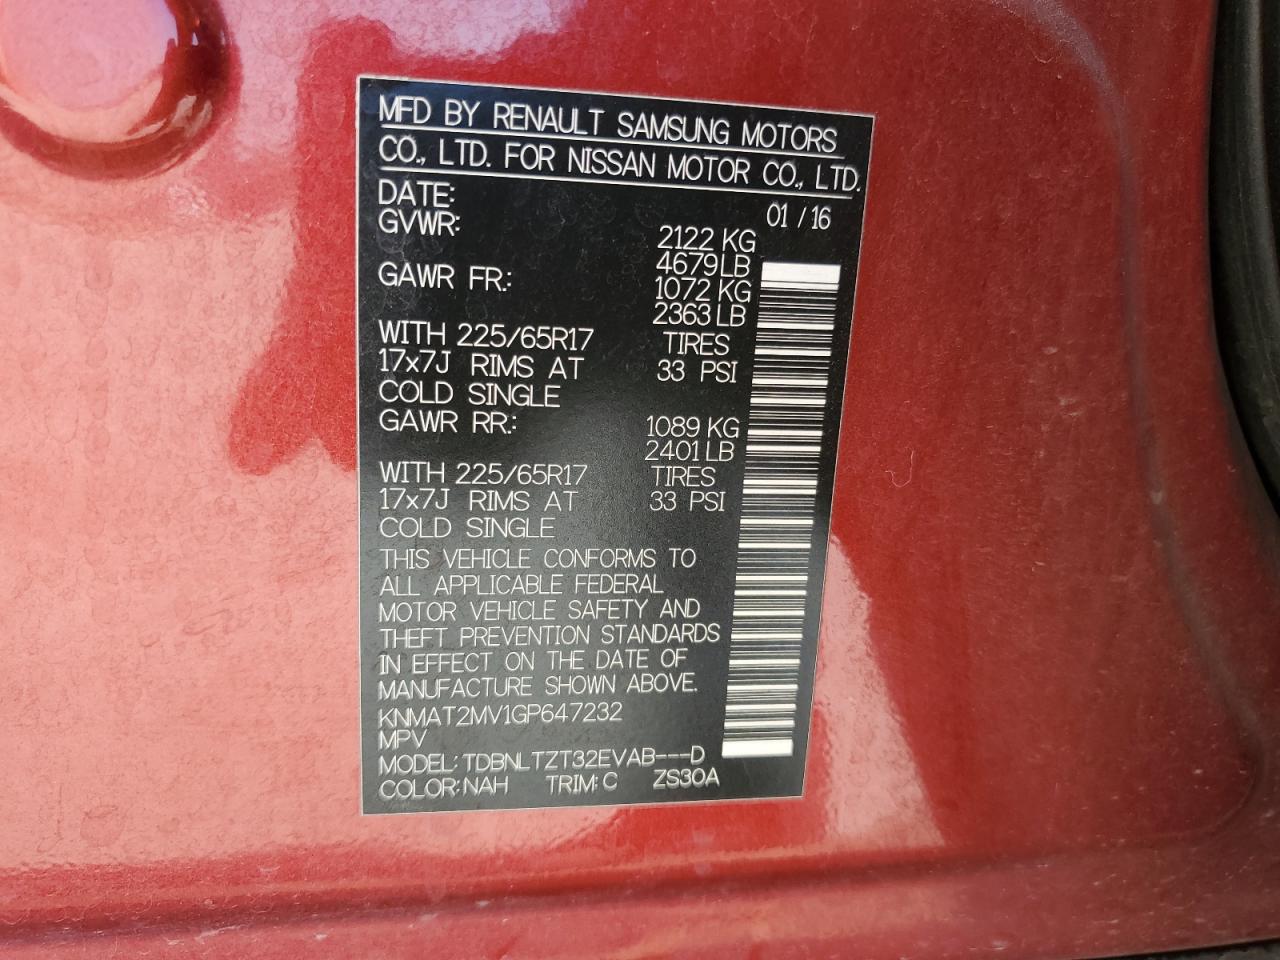 MFD BY RENAULT SAMSUNG MOTORS
CO., LTD. FOR NISSAN MOTOR CO., LTD.
DATE: 01 / 16
GVWR: 2122 KG
4679 LB
GAWR FR.: 1072 KG
2363 LB
WITH 225/65R17 TIRES
17x7J RIMS AT 33 PSI
COLD SINGLE
GAWR RR.: 1089 KG
2401 LB
WITH 225/65R17 TIRES
17x7J RIMS AT 33 PSI
COLD SINGLE
THIS VEHICLE CONFORMS TO
ALL APPLICABLE FEDERAL
MOTOR VEHICLE SAFETY AND
THEFT PREVENTION STANDARDS
IN EFFECT ON THE DATE OF
MANUFACTURE SHOWN ABOVE.
KNMAT2MV1GP647232
MPV
MODEL: TDBNLTZT32EVAB---D
COLOR: NAH TRIM: C ZS30A